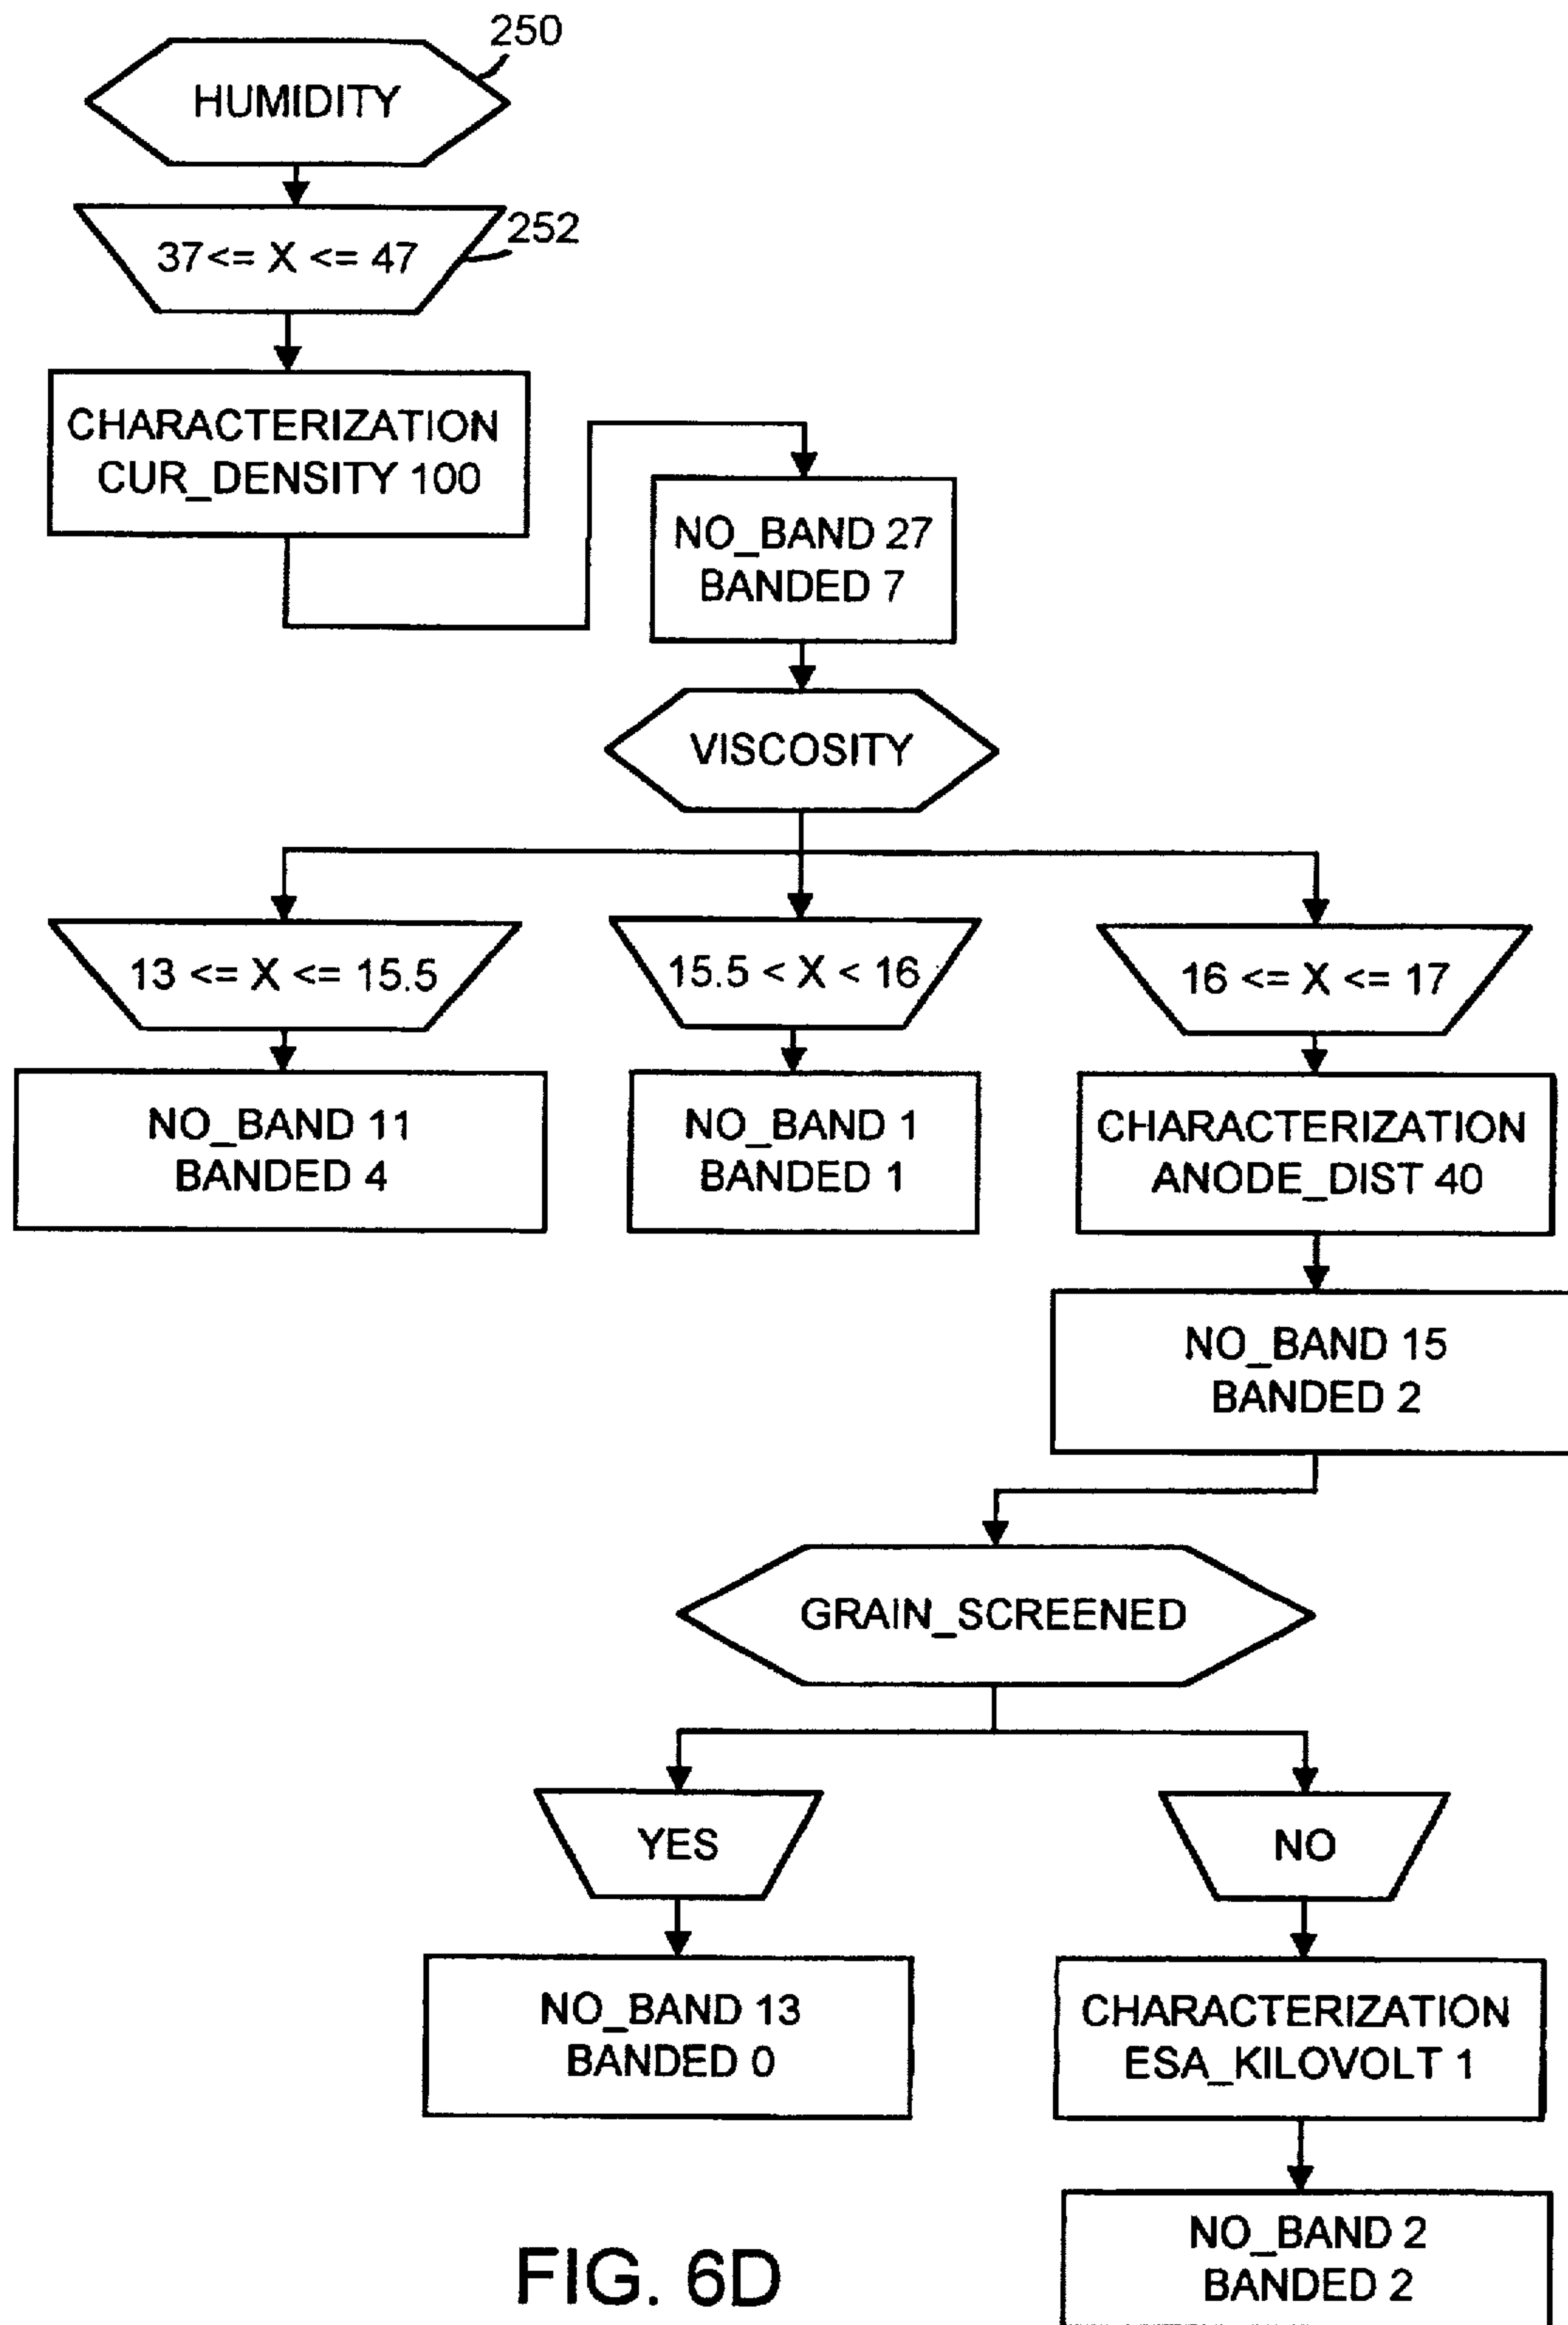 250
HUMIDITY
252
37<= X <= 47
CHARACTERIZATION
CUR_DENSITY 100
NO_BAND 27
BANDED 7
VISCOSITY
13 <= X <= 15.5
15.5 < X < 16
16 <= X <= 17
NO_BAND 11
BANDED 4
NO_BAND 1
BANDED 1
CHARACTERIZATION
ANODE_DIST 40
NO_BAND 15
BANDED 2
GRAIN_SCREENED
YES
NO
NO_BAND 13
BANDED 0
CHARACTERIZATION
ESA_KILOVOLT 1
NO_BAND 2
BANDED 2
FIG. 6D